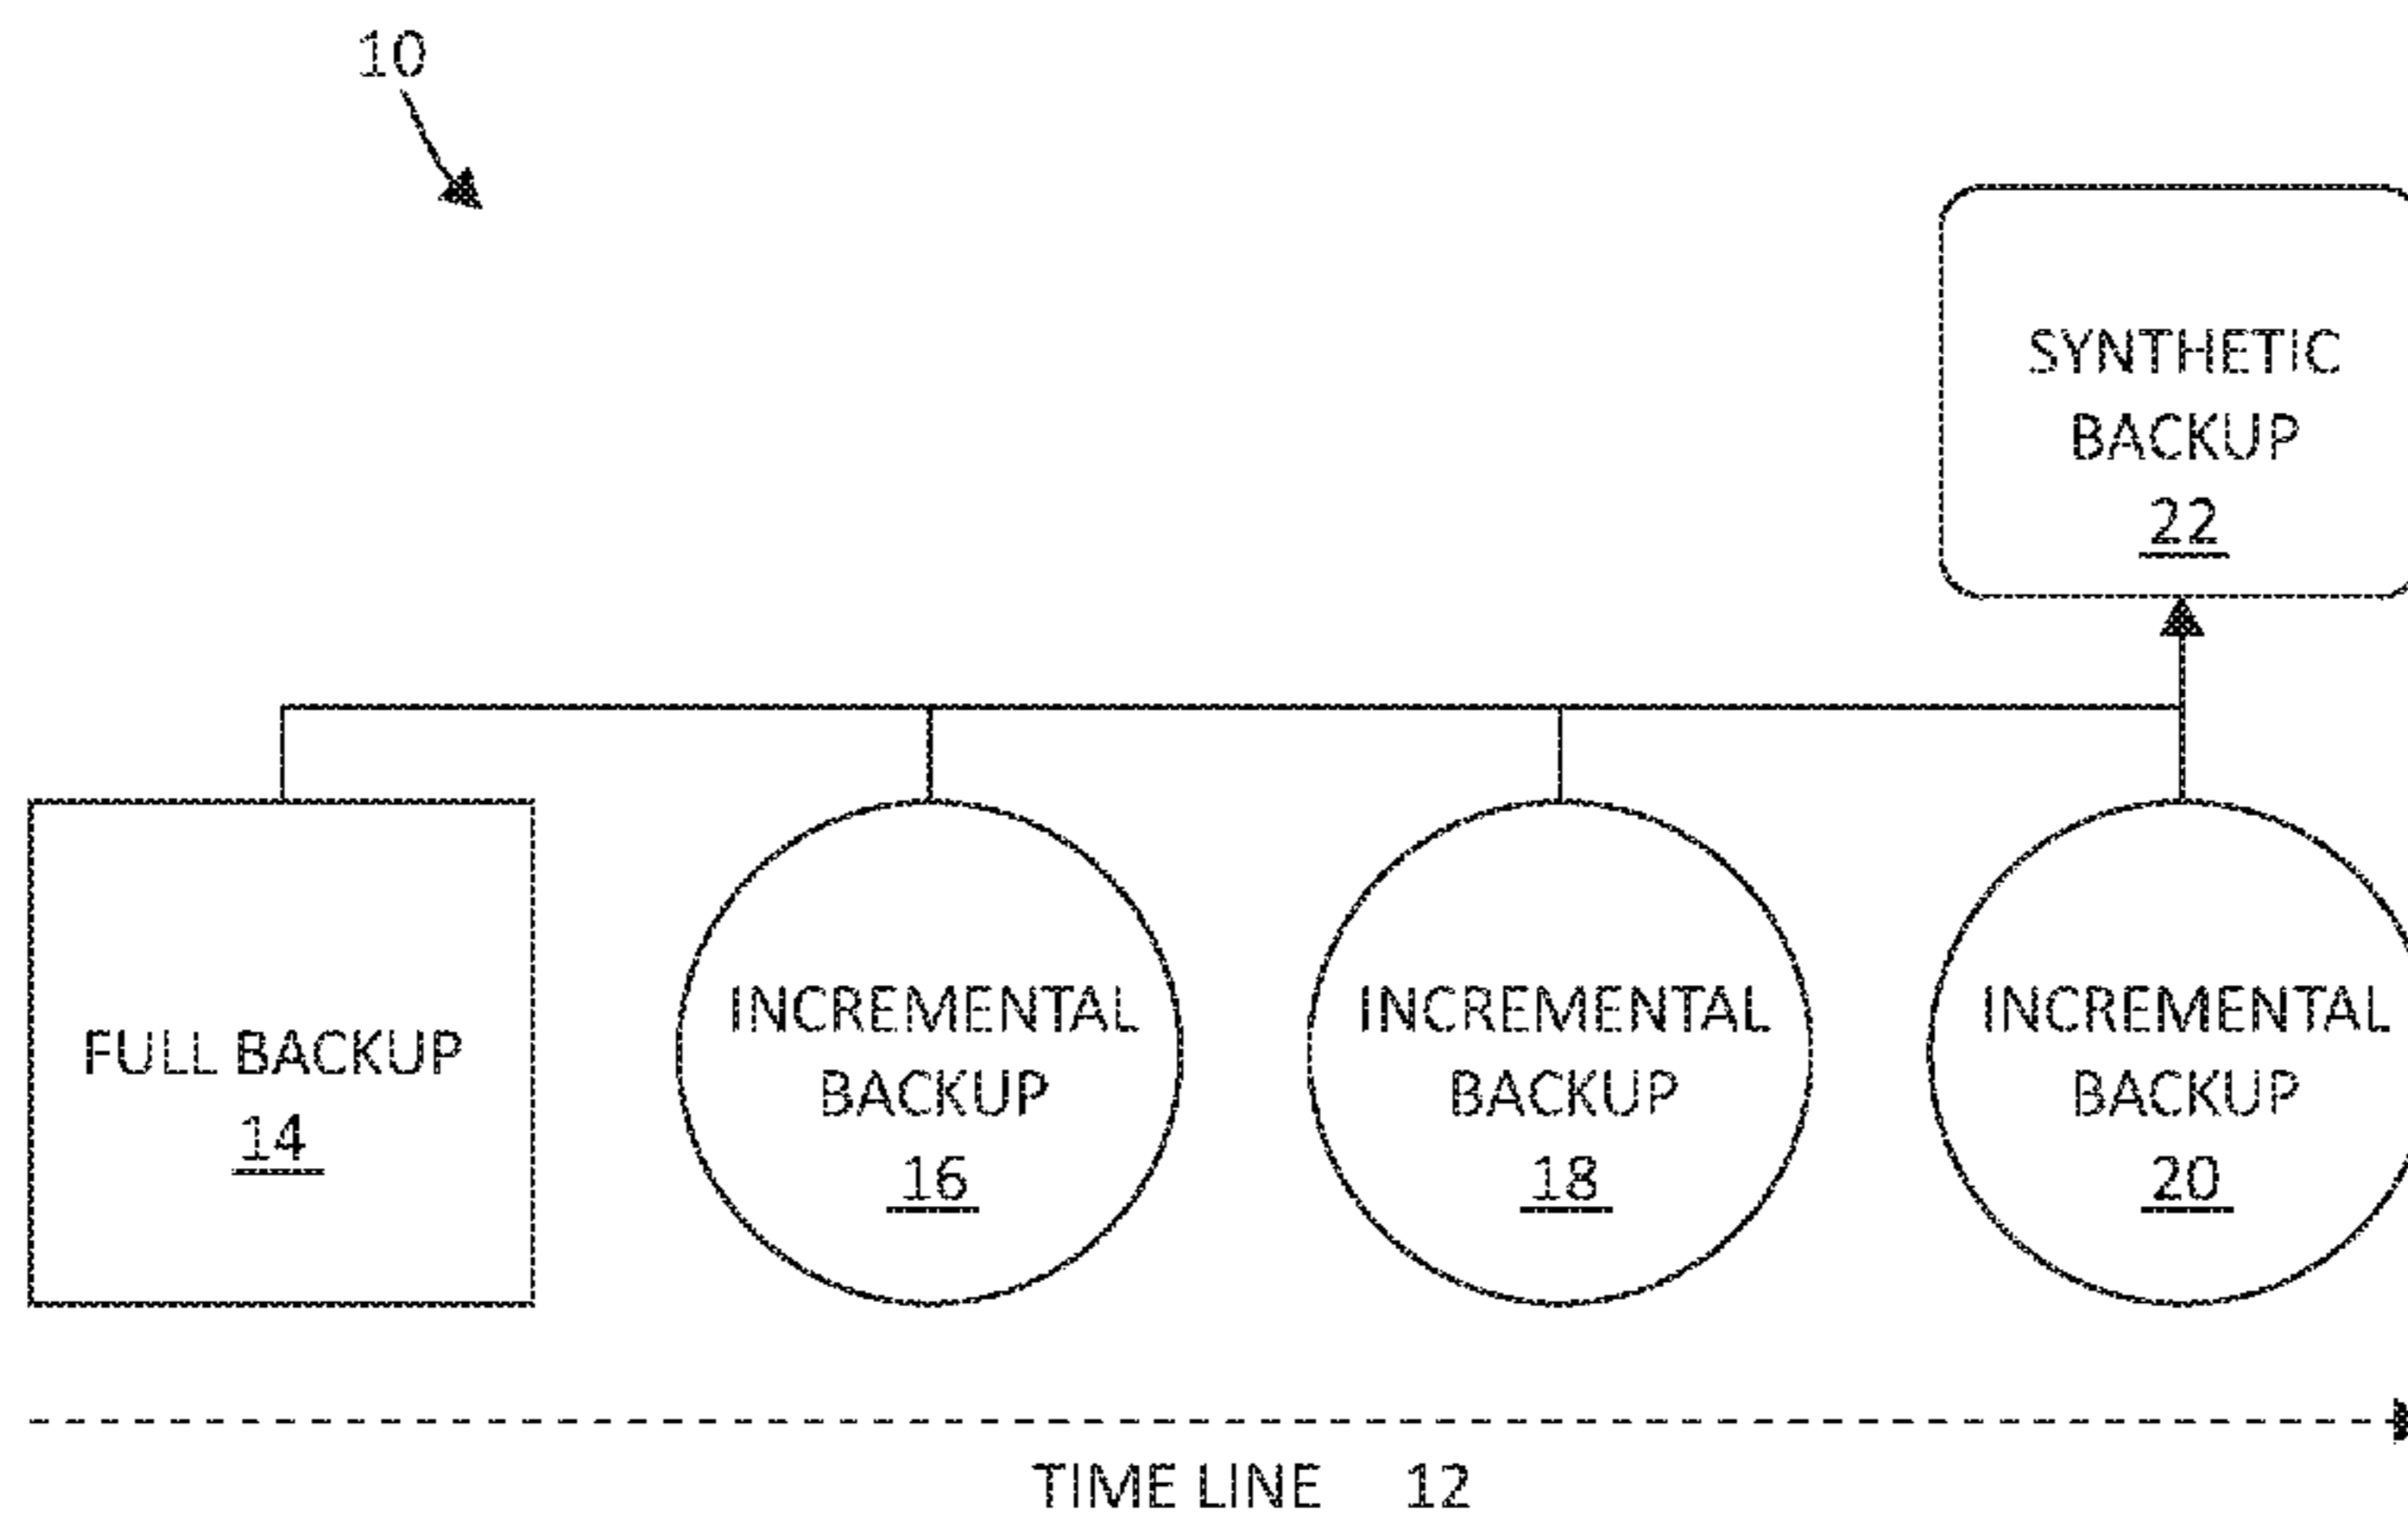 10
SYNTHETIC
BACKUP
22
FULL BACKUP
14
INCREMENTAL
BACKUP
16
INCREMENTAL
BACKUP
18
INCREMENTAL
BACKUP
20
TIME LINE 12